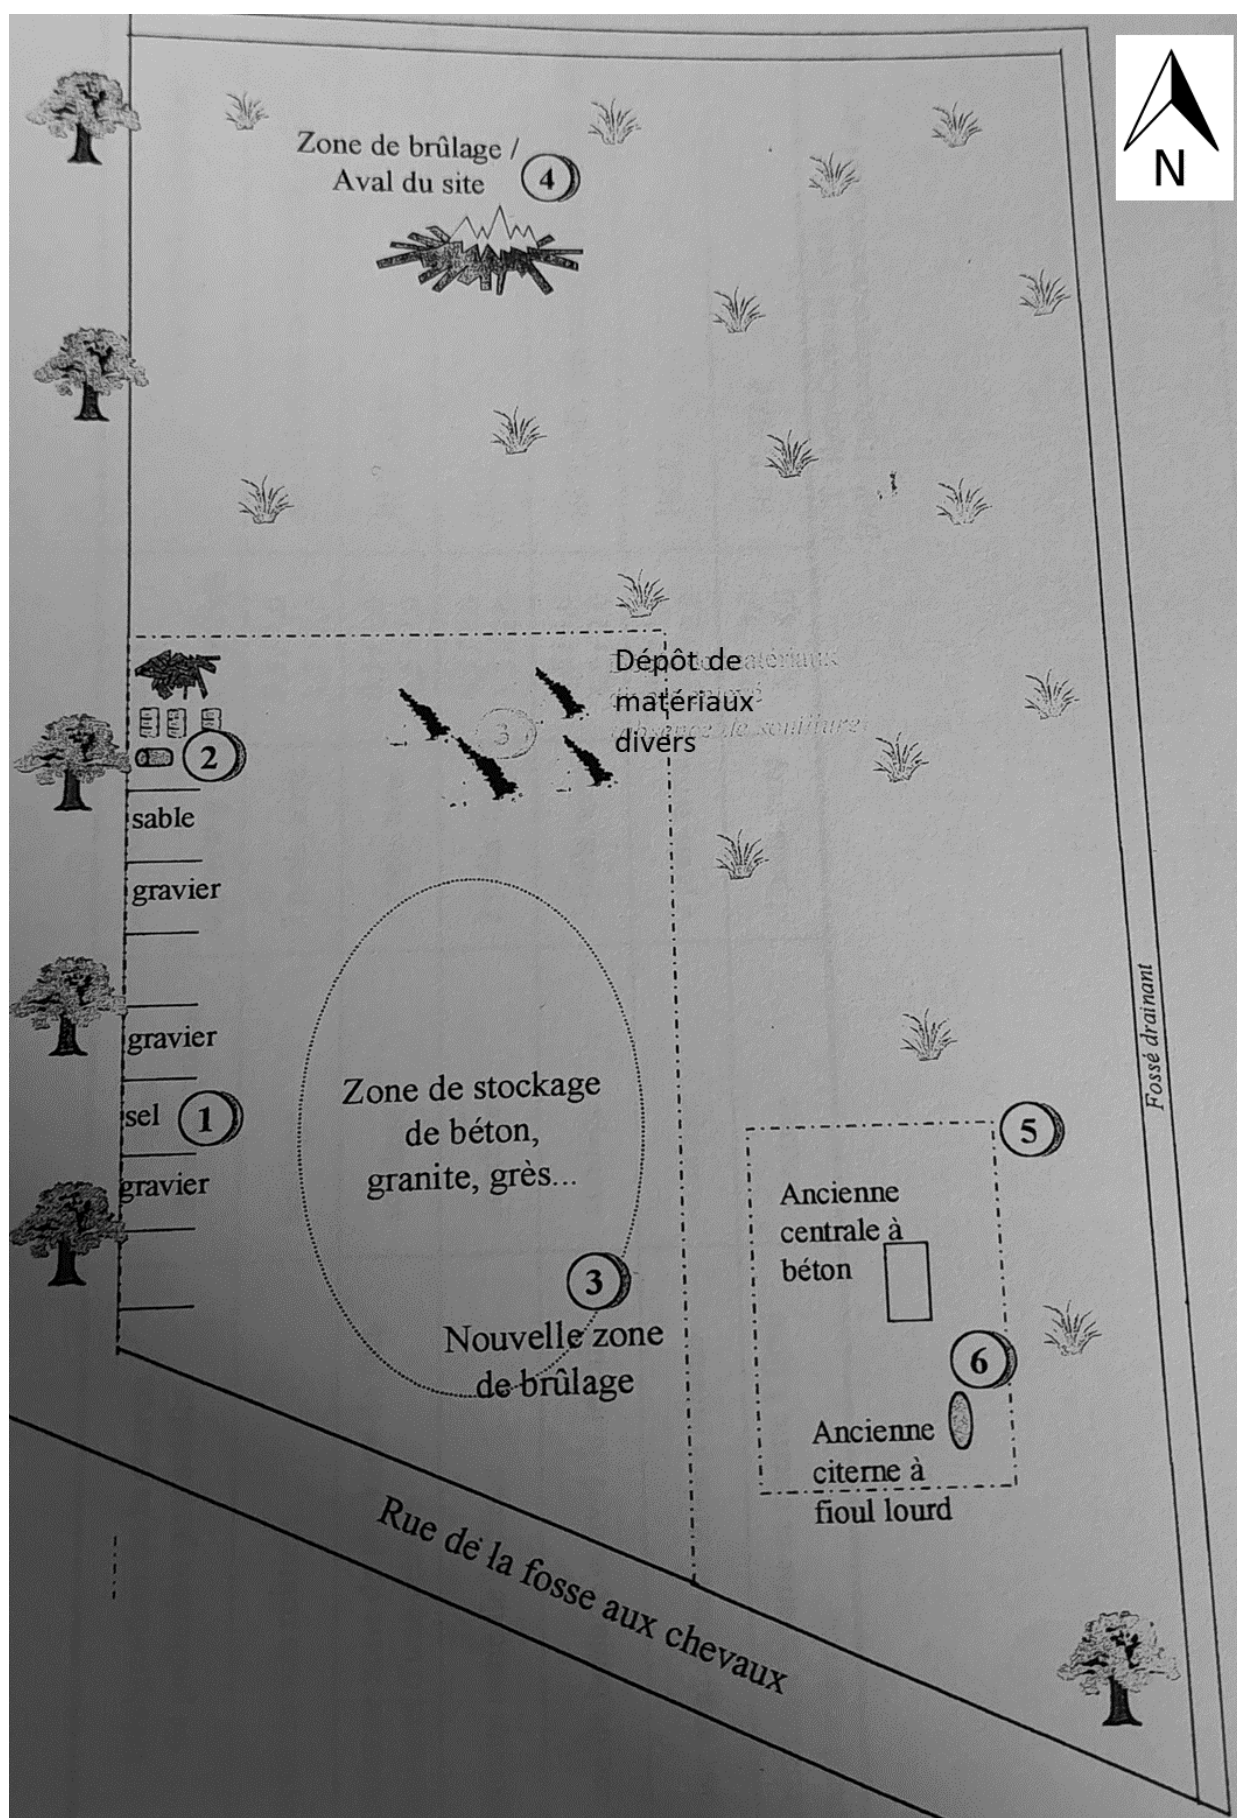 N
Zone de brûlage /
Aval du site
4
Dépôt de
matériaux
divers
3
2
sable
gravier
gravier
sel
1
gravier
Zone de stockage
de béton,
granite, grès...
3
Nouvelle zone
de brûlage
Fossé drainant
5
Ancienne
centrale à
béton
6
Ancienne
citerne à
fioul lourd
Rue de la fosse aux chevaux